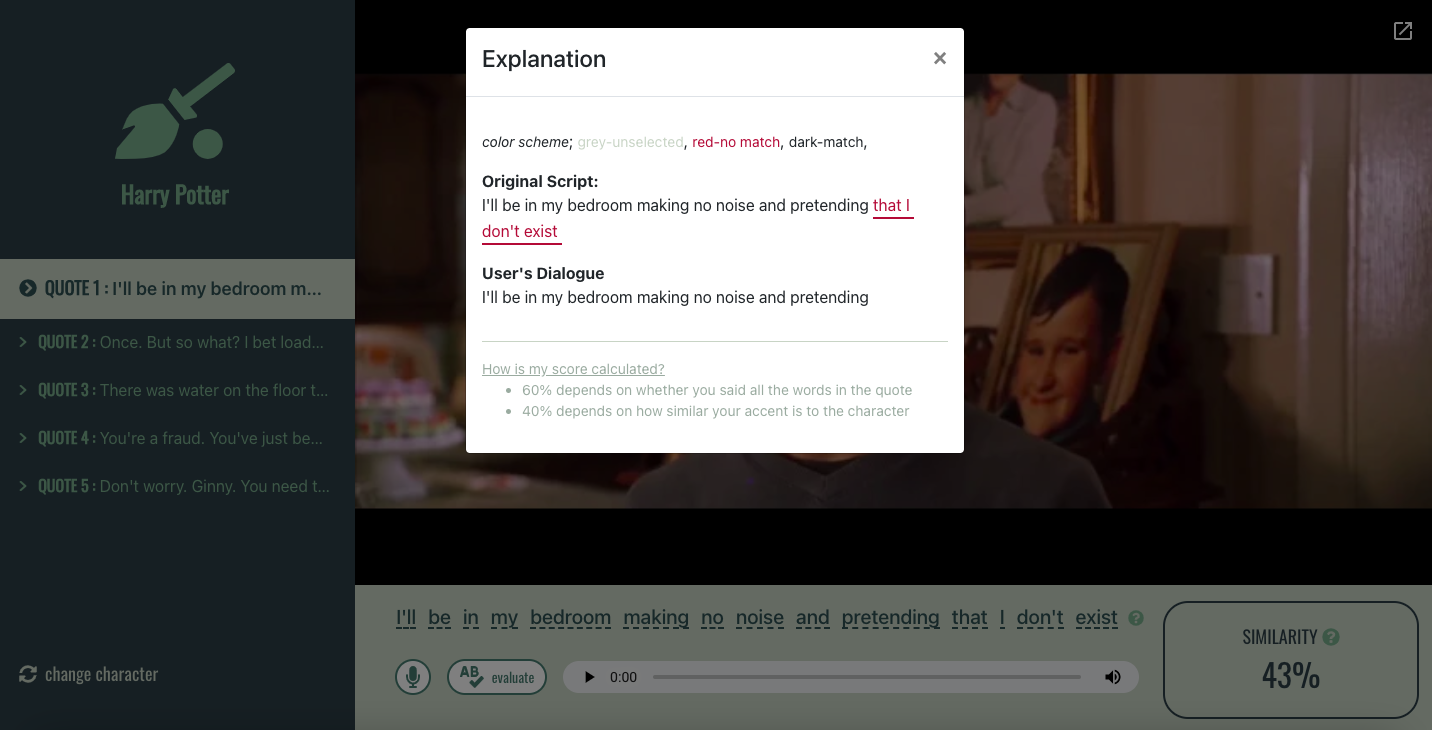 Harry Potter
QUOTE 1 : I'll be in my bedroom m...
QUOTE 2 : Once. But so what? I bet load...
QUOTE 3 : There was water on the floor t...
QUOTE 4 : You're a fraud. You've just be...
QUOTE 5 : Don't worry. Ginny. You need t...
change character
Explanation
×
color scheme; grey-unselected, red-no match, dark-match,
Original Script:
I'll be in my bedroom making no noise and pretending that I
don't exist
User's Dialogue
I'll be in my bedroom making no noise and pretending
How is my score calculated?
• 60% depends on whether you said all the words in the quote
• 40% depends on how similar your accent is to the character
I'll be in my bedroom making no noise and pretending that I don't exist ?
AB evaluate
0:00
SIMILARITY ?
43%